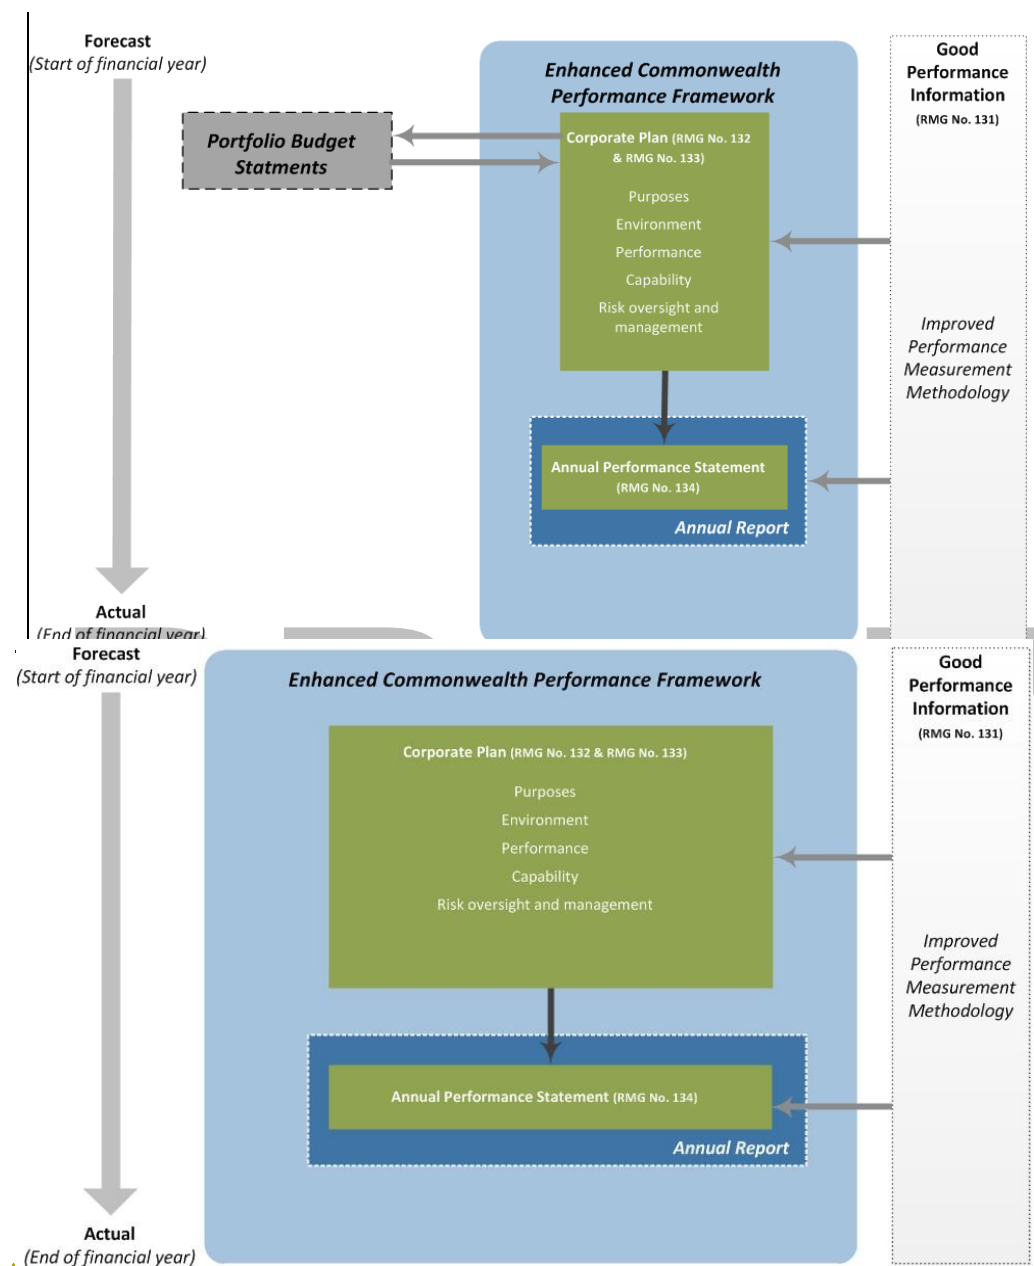 Forecast
(Start of financial year)
Enhanced Commonwealth
Performance Framework
Good
Performance
Information
(RMG No. 131)
Portfolio Budget
Statments
Corporate Plan (RMG No. 132
& RMG No. 133)
Purposes
Environment
Performance
Capability
Risk oversight and
management
Improved
Performance
Measurement
Methodology
Annual Performance Statement
(RMG No. 134)
Annual Report
Actual
(End of financial year)
Forecast
(Start of financial year)
Enhanced Commonwealth Performance Framework
Good
Performance
Information
(RMG No. 131)
Corporate Plan (RMG No. 132 & RMG No. 133)
Purposes
Environment
Performance
Capability
Risk oversight and management
Improved
Performance
Measurement
Methodology
Annual Performance Statement (RMG No. 134)
Annual Report
Actual
(End of financial year)